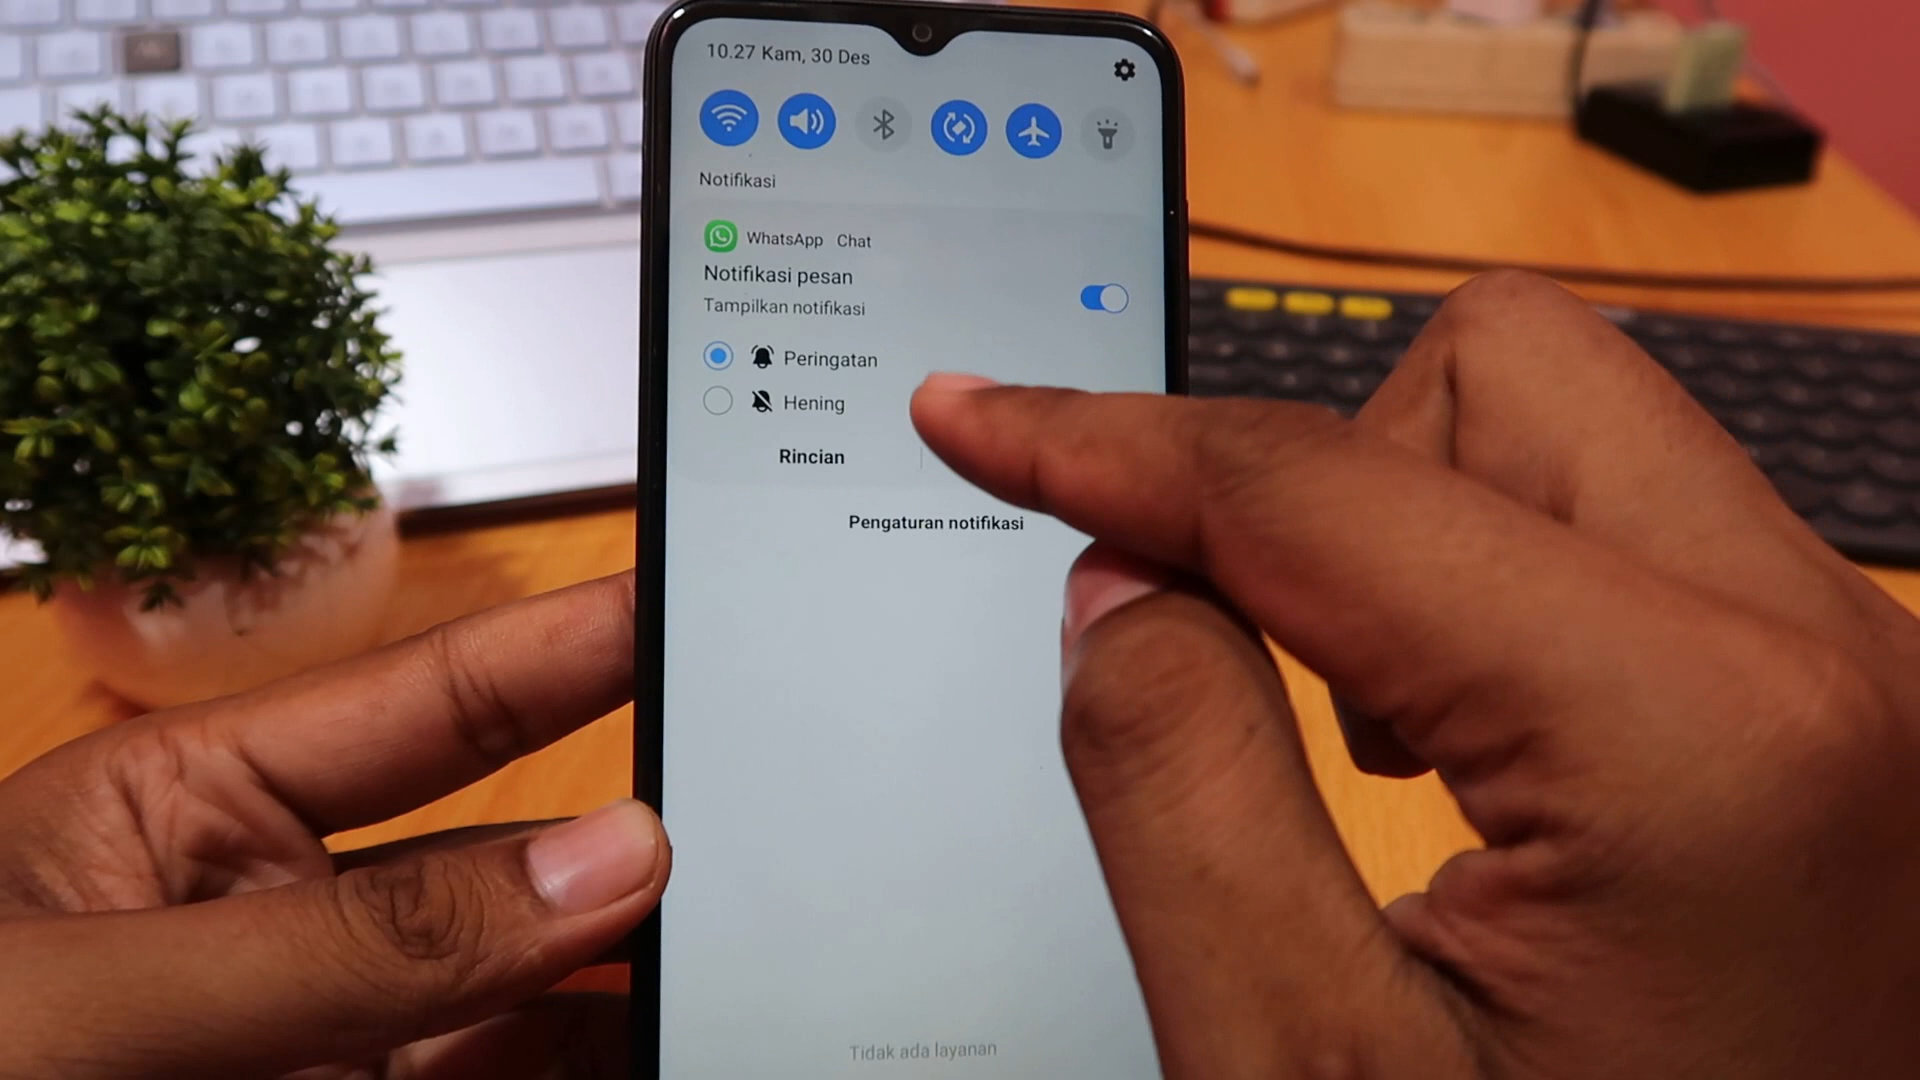 10.27 Kam, 30 Des
Notifikasi
WhatsApp Chat
Notifikasi pesan
Tampilkan notifikasi
Peringatan
Hening
Rincian
Pengaturan notifikasi
Tidak ada layanan